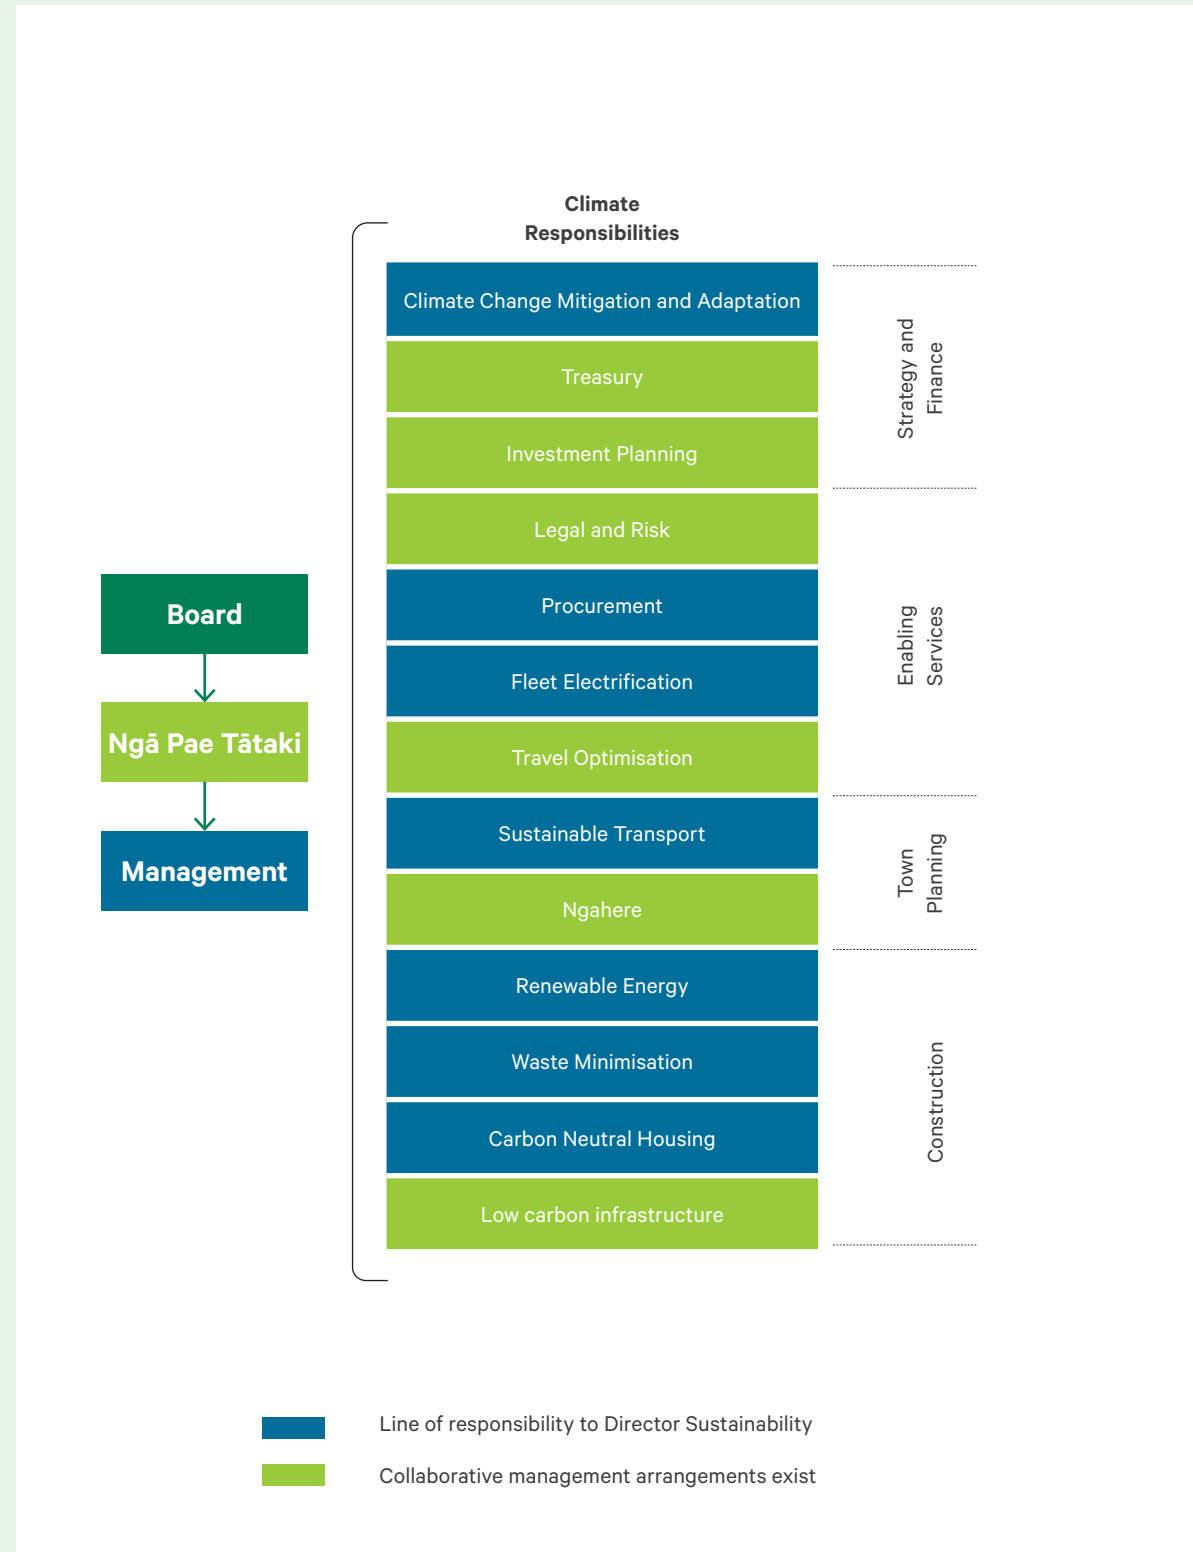 Climate
Responsibilities
Climate Change Mitigation and Adaptation
Treasury
Investment Planning
Legal and Risk
Procurement
Fleet Electrification
Travel Optimisation
Sustainable Transport
Ngahere
Renewable Energy
Waste Minimisation
Carbon Neutral Housing
Low carbon infrastructure
Strategy and
Finance
Enabling
Services
Town
Planning
Construction
Board
Ngā Pae Tātaki
Management
Line of responsibility to Director Sustainability
Collaborative management arrangements exist